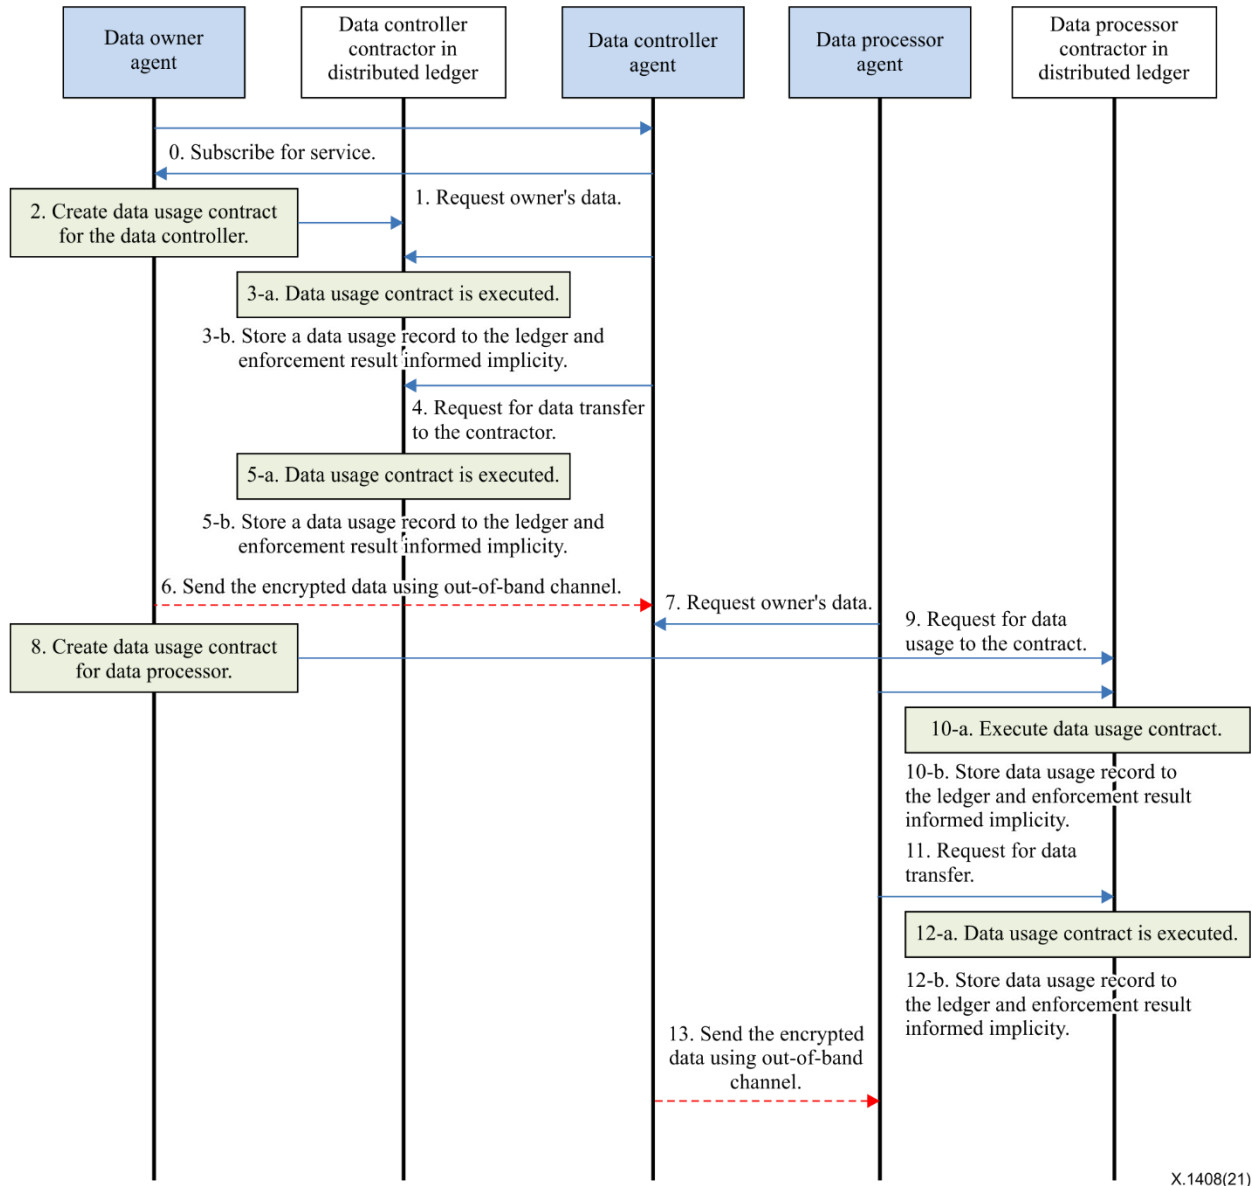 Data owner
agent
Data controller
contractor in
distributed ledger
Data controller
agent
Data processor
agent
Data processor
contractor in
distributed ledger
0. Subscribe for service.
1. Request owner's data.
2. Create data usage contract
for the data controller.
3-a. Data usage contract is executed.
3-b. Store a data usage record to the ledger and
enforcement result informed implicity.
4. Request for data transfer
to the contractor.
5-a. Data usage contract is executed.
5-b. Store a data usage record to the ledger and
enforcement result informed implicity.
6. Send the encrypted data using out-of-band channel.
7. Request owner's data.
8. Create data usage contract
for data processor.
9. Request for data
usage to the contract.
10-a. Execute data usage contract.
10-b. Store data usage record to
the ledger and enforcement result
informed implicity.
11. Request for data
transfer.
12-a. Data usage contract is executed.
12-b. Store data usage record to
the ledger and enforcement result
informed implicity.
13. Send the encrypted
data using out-of-band
channel.
X.1408(21)